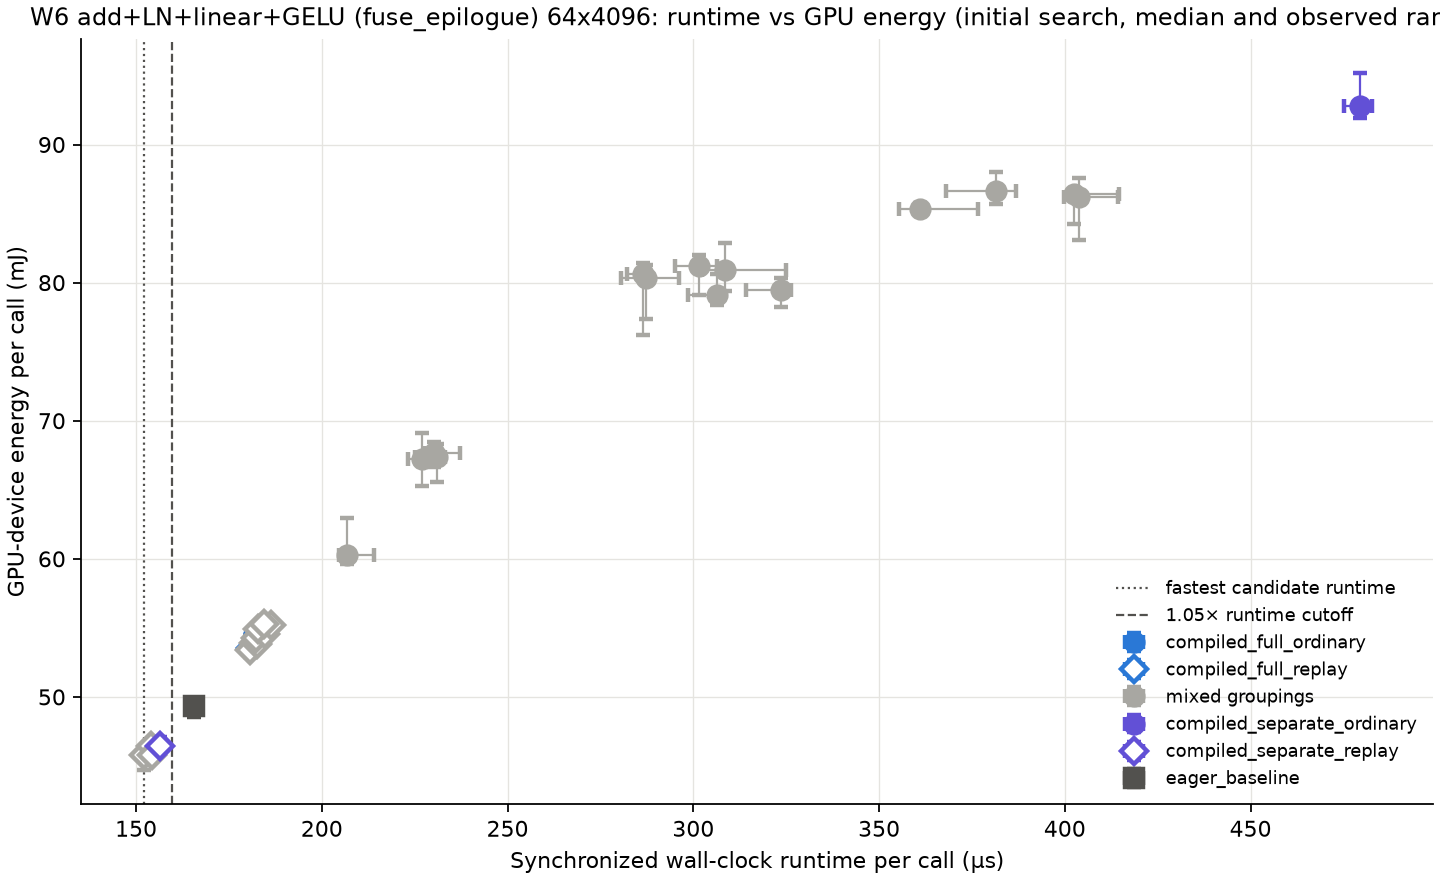 W6 add+LN+linear+GELU (fuse_epilogue) 64x4096: runtime vs GPU energy (initial search, median and observed ran
GPU-device energy per call (mJ)
90
80
70
60
50
150 200 250 300 350 400 450
Synchronized wall-clock runtime per call (µs)
fastest candidate runtime
1.05× runtime cutoff
compiled_full_ordinary
compiled_full_replay
mixed groupings
compiled_separate_ordinary
compiled_separate_replay
eager_baseline